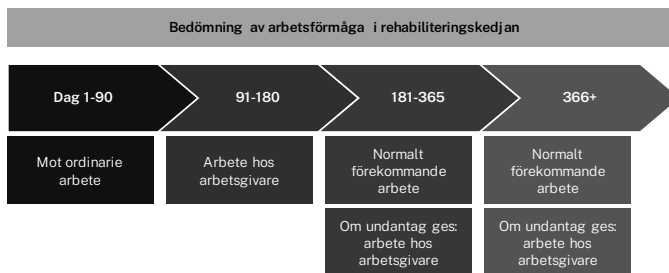 Bedömning av arbetsförmåga i rehabiliteringskedjan
Dag 1-90
91-180
181-365
366+
Mot ordinarie
arbete
Arbete hos
arbetsgivare
Normalt
förekommande
arbete
Normalt
förekommande
arbete
Om undantag ges:
arbete hos
arbetsgivare
Om undantag ges:
arbete hos
arbetsgivare